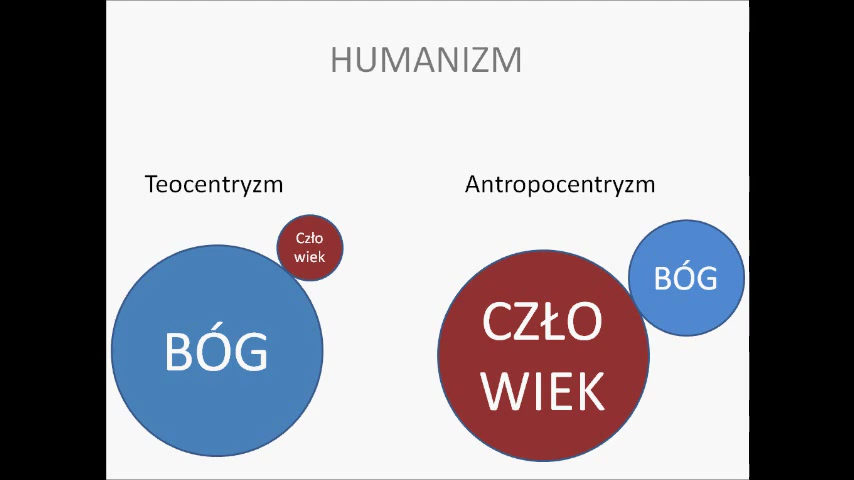 HUMANIZM
Teocentryzm
Antropocentryzm
Czło
wiek
BÓG
BÓG
CZŁO
WIEK